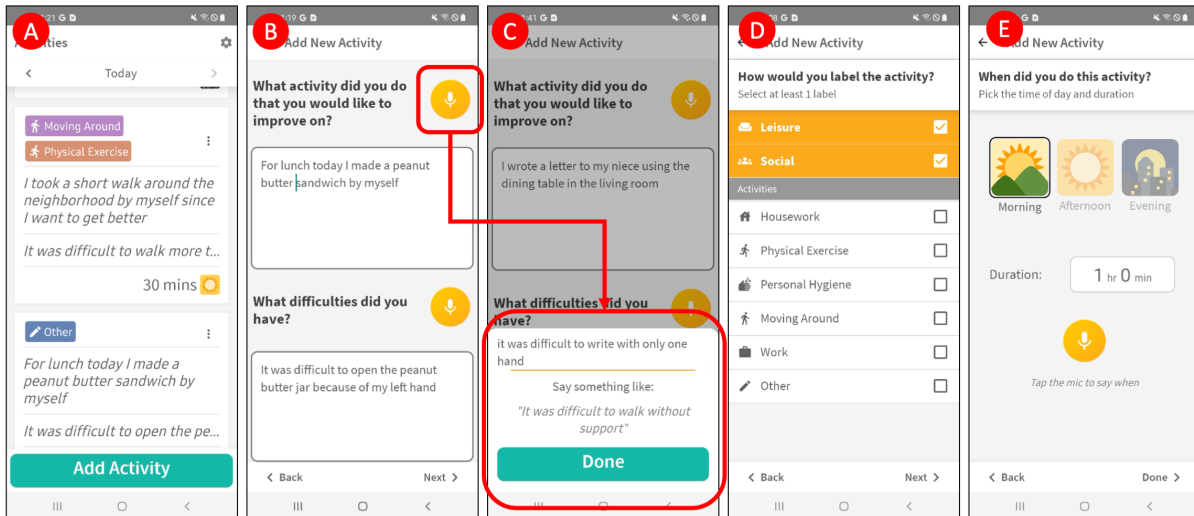 A
:21 G
ties
Today
Moving Around
Physical Exercise
I took a short walk around the
neighborhood by myself since
I want to get better
It was difficult to walk more t...
30 mins
Other
For lunch today I made a
peanut butter sandwich by
myself
It was difficult to open the pe...
Add Activity
B
:19 G
Add New Activity
What activity did you do
that you would like to
improve on?
For lunch today I made a peanut
butter sandwich by myself
What difficulties did you
have?
It was difficult to open the peanut
butter jar because of my left hand
Back
Next
C
:41 G
Add New Activity
What activity did you do
that you would like to
improve on?
I wrote a letter to my niece using the
dining table in the living room
What difficulties did you
have?
it was difficult to write with only one
hand
Say something like:
"It was difficult to walk without
support"
Done
D
G
Add New Activity
How would you label the activity?
Select at least 1 label
Leisure
Social
Activities
Housework
Physical Exercise
Personal Hygiene
Moving Around
Work
Other
Back
Next
E
G
Add New Activity
When did you do this activity?
Pick the time of day and duration
Morning
Afternoon
Evening
Duration:
1 hr 0 min
Tap the mic to say when
Back
Done